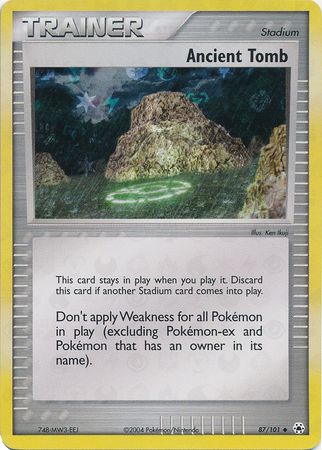 TRAINER
Stadium
Ancient Tomb
Illus. Ken Ikuji
This card stays in play when you play it. Discard
this card if another Stadium card comes into play.
Don't apply Weakness for all Pokémon
in play (excluding Pokémon-ex and
Pokémon that has an owner in its
name).
748-MW3-EEJ
©2004 Pokémon/Nintendo
87/101